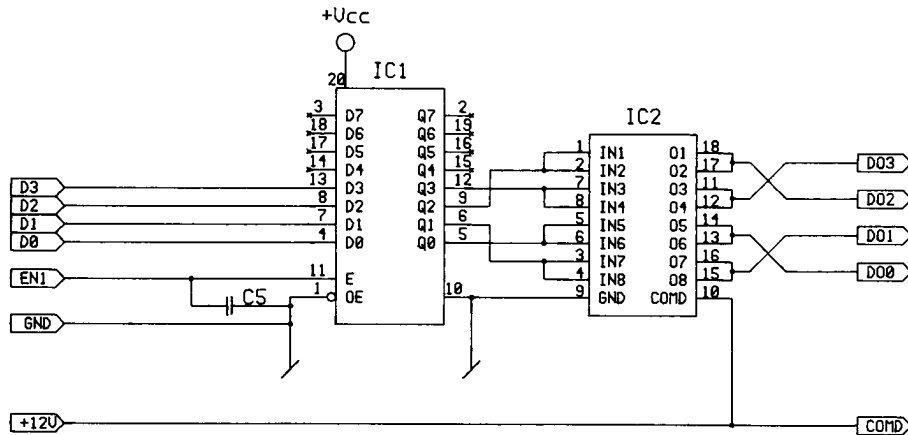 +Vcc
20
IC1
3 D7 Q7 2
18 D6 Q6 19
17 D5 Q5 16
14 D4 Q4 15
D3 13 D3 Q3 12
D2 8 D2 Q2 9
D1 7 D1 Q1 6
D0 4 D0 Q0 5
EN1 11 E
C5 1 OE 10
GND
IC2
1 IN1 O1 18
2 IN2 O2 17
7 IN3 O3 11
8 IN4 O4 12
5 IN5 O5 14
6 IN6 O6 13
3 IN7 O7 16
4 IN8 O8 15
9 GND COMD 10
DO3
DO2
DO1
DO0
+12V
COMD